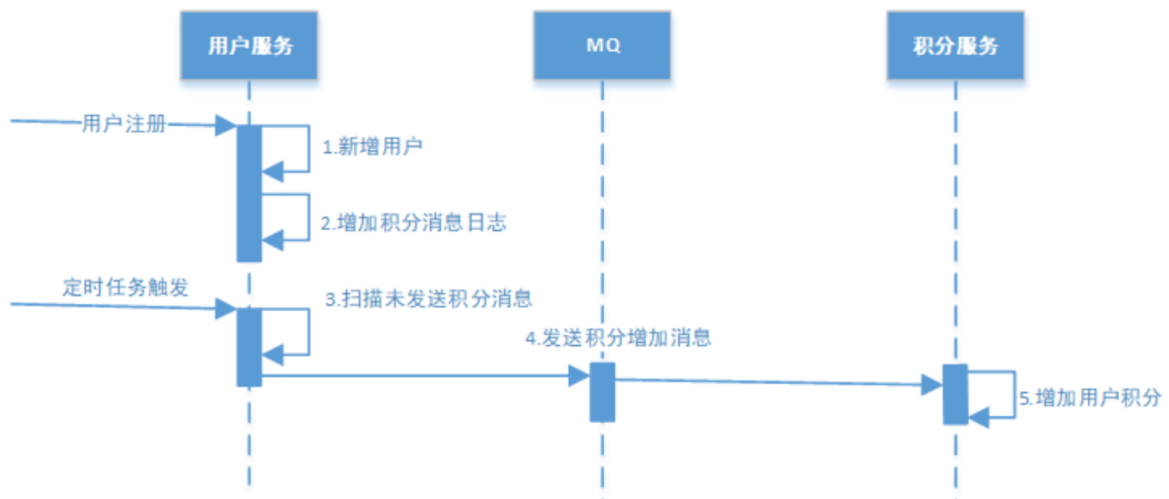 用户服务
MQ
积分服务
用户注册
1.新增用户
2.增加积分消息日志
定时任务触发
3.扫描未发送积分消息
4.发送积分增加消息
5.增加用户积分